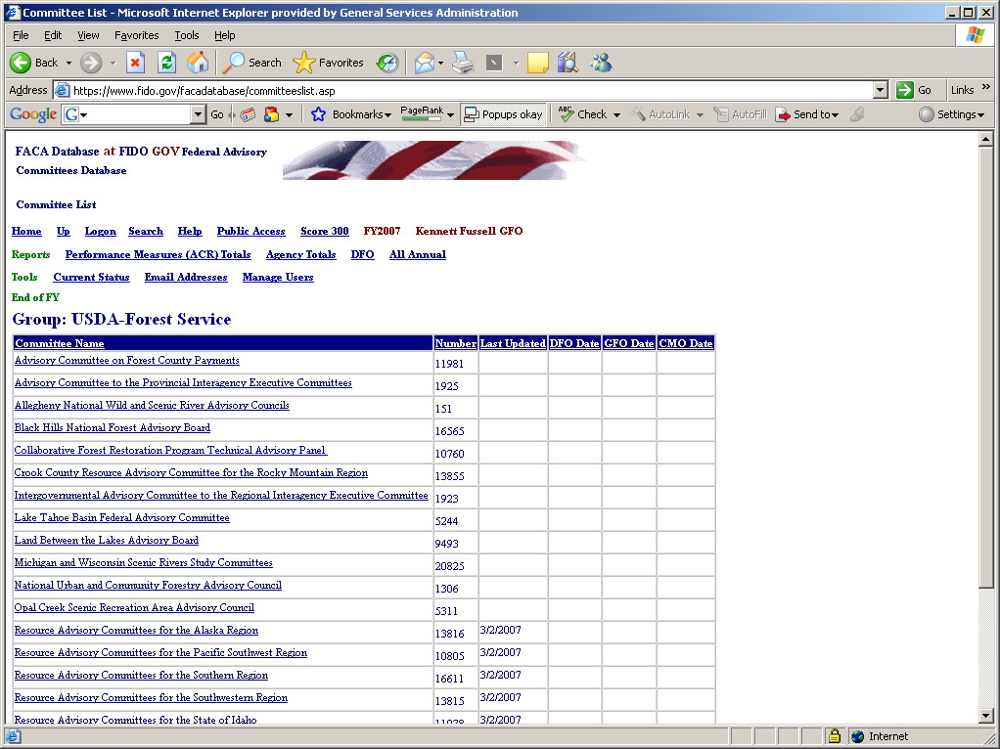 Committee List - Microsoft Internet Explorer provided by General Services Administration
File Edit View Favorites Tools Help
Back Search Favorites
Address https://www.fido.gov/facadatabase/committeeslist.asp Go Links »
Google G Go Bookmarks PageRank Popups okay ABC Check AutoLink AutoFill Send to Settings
FACA Database at FIDO GOV Federal Advisory
Committees Database
Committee List
Home Up Logon Search Help Public Access Score 300 FY2007 Kennett Fussell GFO
Reports Performance Measures (ACR) Totals Agency Totals DFO All Annual
Tools Current Status Email Addresses Manage Users
End of FY
Group: USDA-Forest Service
Committee Name Number Last Updated DFO Date GFO Date CMO Date
Advisory Committee on Forest County Payments 11981
Advisory Committee to the Provincial Interagency Executive Committees 1925
Allegheny National Wild and Scenic River Advisory Councils 151
Black Hills National Forest Advisory Board 16565
Collaborative Forest Restoration Program Technical Advisory Panel 10760
Crook County Resource Advisory Committee for the Rocky Mountain Region 13855
Intergovernmental Advisory Committee to the Regional Interagency Executive Committee 1923
Lake Tahoe Basin Federal Advisory Committee 5244
Land Between the Lakes Advisory Board 9493
Michigan and Wisconsin Scenic Rivers Study Committees 20825
National Urban and Community Forestry Advisory Council 1306
Opal Creek Scenic Recreation Area Advisory Council 5311
Resource Advisory Committees for the Alaska Region 13816 3/2/2007
Resource Advisory Committees for the Pacific Southwest Region 10805 3/2/2007
Resource Advisory Committees for the Southern Region 16611 3/2/2007
Resource Advisory Committees for the Southwestern Region 13815 3/2/2007
Resource Advisory Committees for the State of Idaho 3/2/2007
Internet